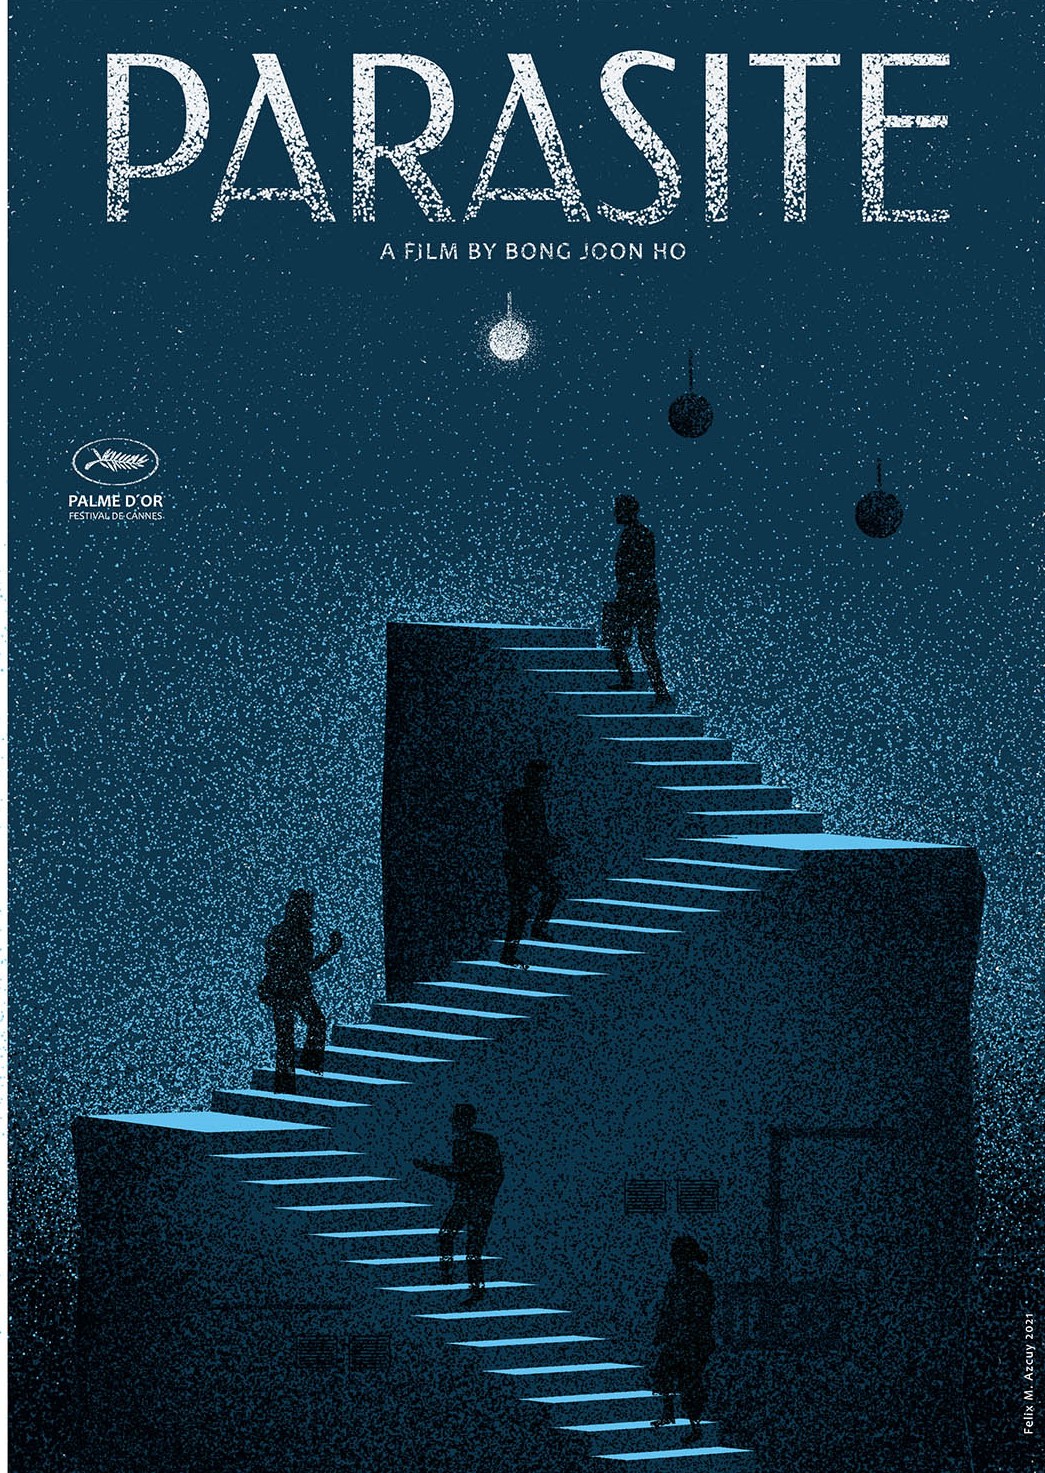 PARASITE
A FILM BY BONG JOON HO
PALME D'OR
FESTIVAL DE CANNES
Felix M. Azcuy 2021